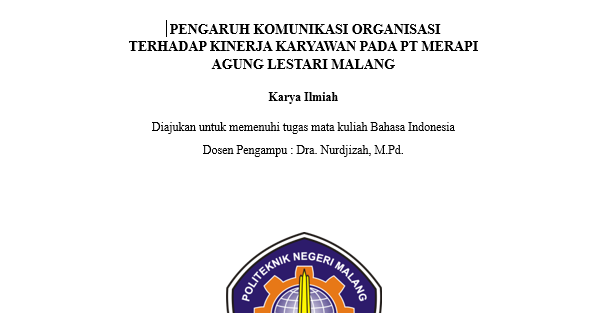 PENGARUH KOMUNIKASI ORGANISASI
TERHADAP KINERJA KARYAWAN PADA PT MERAPI
AGUNG LESTARI MALANG
Karya Ilmiah
Diajukan untuk memenuhi tugas mata kuliah Bahasa Indonesia
Dosen Pengampu : Dra. Nurdjizah, M.Pd.
POLITEKNIK NEGERI MALANG